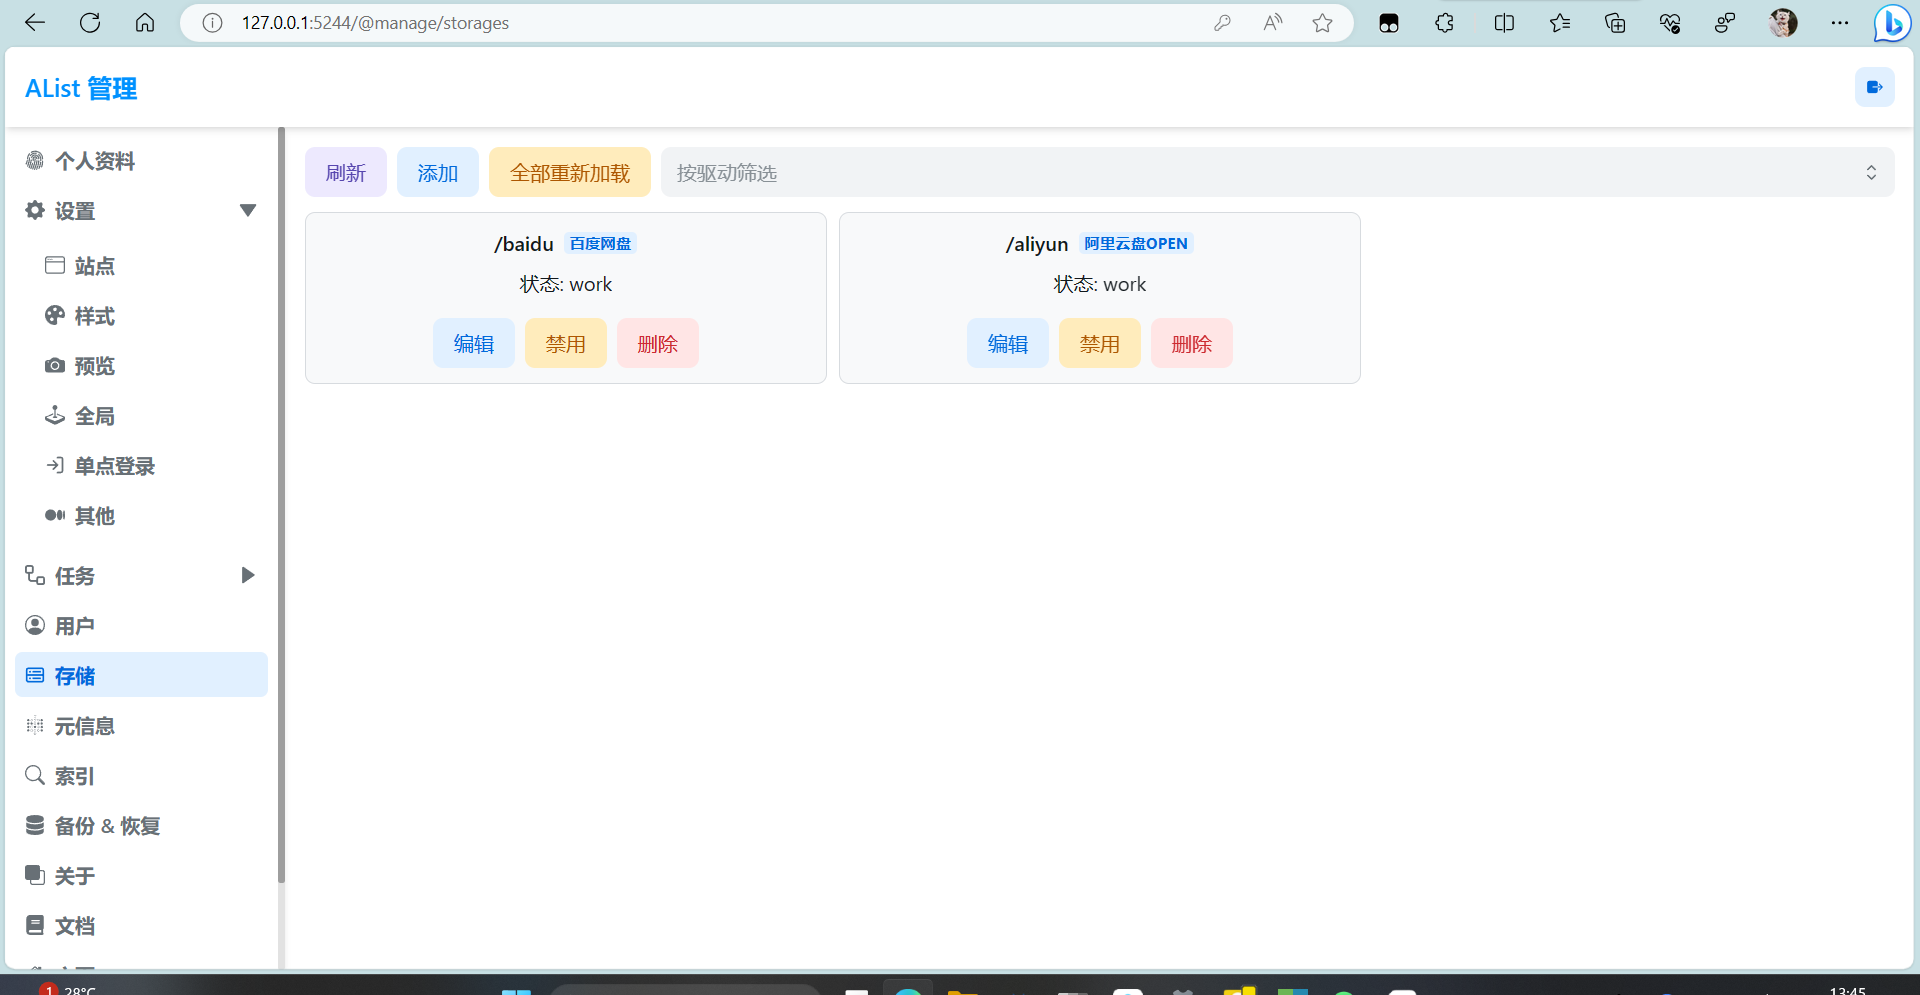 127.0.0.1:5244/@manage/storages
AList 管理
个人资料
设置
站点
样式
预览
全局
单点登录
其他
任务
用户
存储
元信息
索引
备份 & 恢复
关于
文档
刷新 添加 全部重新加载 按驱动筛选
/baidu 百度网盘
状态: work
编辑 禁用 删除
/aliyun 阿里云盘OPEN
状态: work
编辑 禁用 删除
1 28°C
13:45